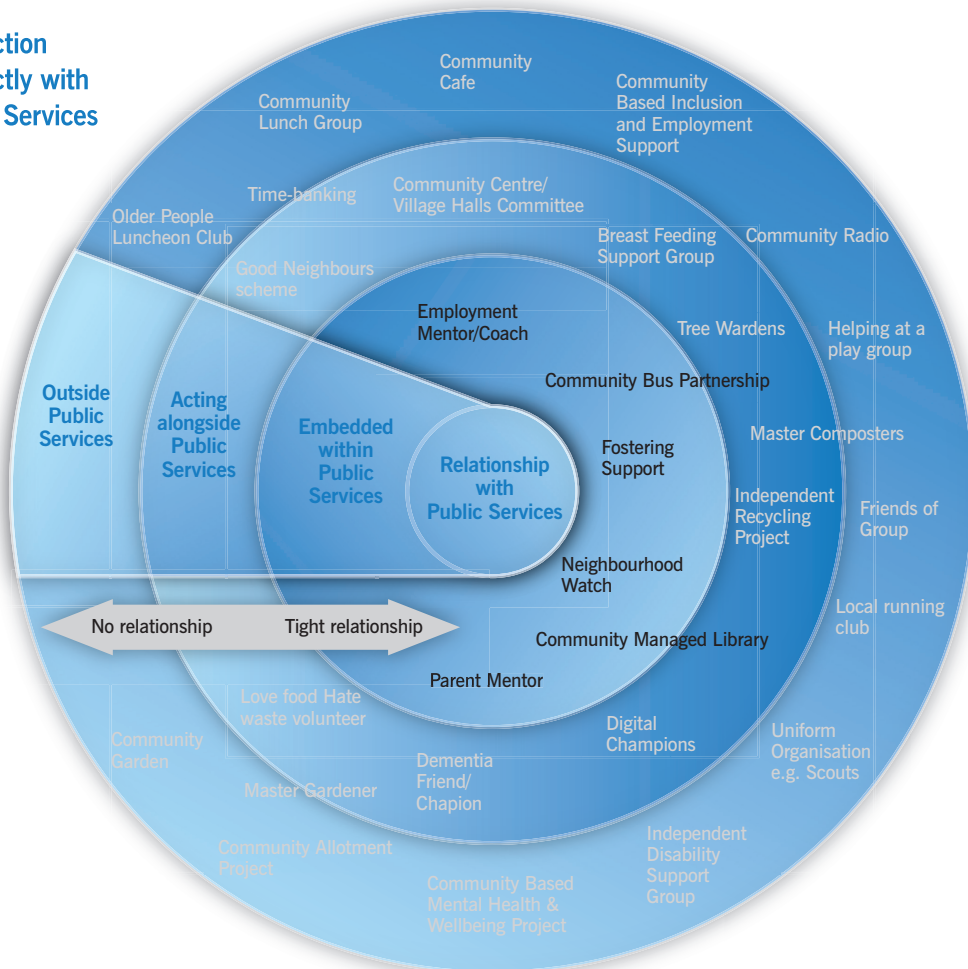 ction
ctly with
Services
Community
Cafe
Community
Lunch Group
Community
Based Inclusion
and Employment
Support
Time-banking
Community Centre/
Village Halls Committee
Older People
Luncheon Club
Breast Feeding
Support Group
Community Radio
Good Neighbours
scheme
Employment
Mentor/Coach
Tree Wardens
Helping at a
play group
Community Bus Partnership
Outside
Public
Services
Acting
alongside
Public
Services
Embedded
within
Public
Services
Relationship
with
Public Services
Fostering
Support
Master Composters
Independent
Recycling
Project
Friends of
Group
Neighbourhood
Watch
Local running
club
No relationship
Tight relationship
Community Managed Library
Parent Mentor
Love food Hate
waste volunteer
Digital
Champions
Uniform
Organisation
e.g. Scouts
Community
Garden
Dementia
Friend/
Chapion
Master Gardener
Community Allotment
Project
Independent
Disability
Support
Group
Community Based
Mental Health &
Wellbeing Project